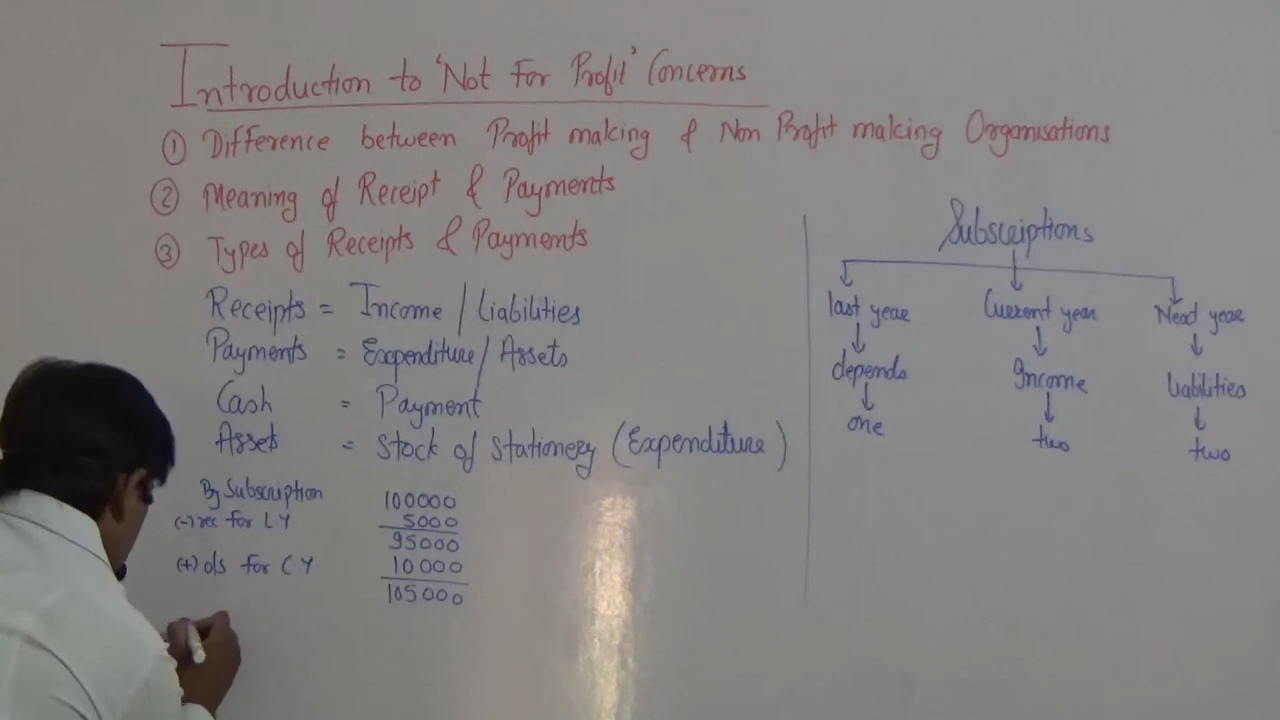 Introduction to 'Not For Profit' Concerns
① Difference between Profit making & Non Profit making Organisations
② Meaning of Receipt & Payments
③ Types of Receipts & Payments
Receipts = Income / Liabilities
Payments = Expenditure / Assets
Cash = Payment
Assets = Stock of Stationery (Expenditure)
By Subscription 100000
(-) rec for LY 5000
95000
(+) o/s for CY 10000
105000
Subscriptions
last year Current year Next year
depends Income liabilities
one two two